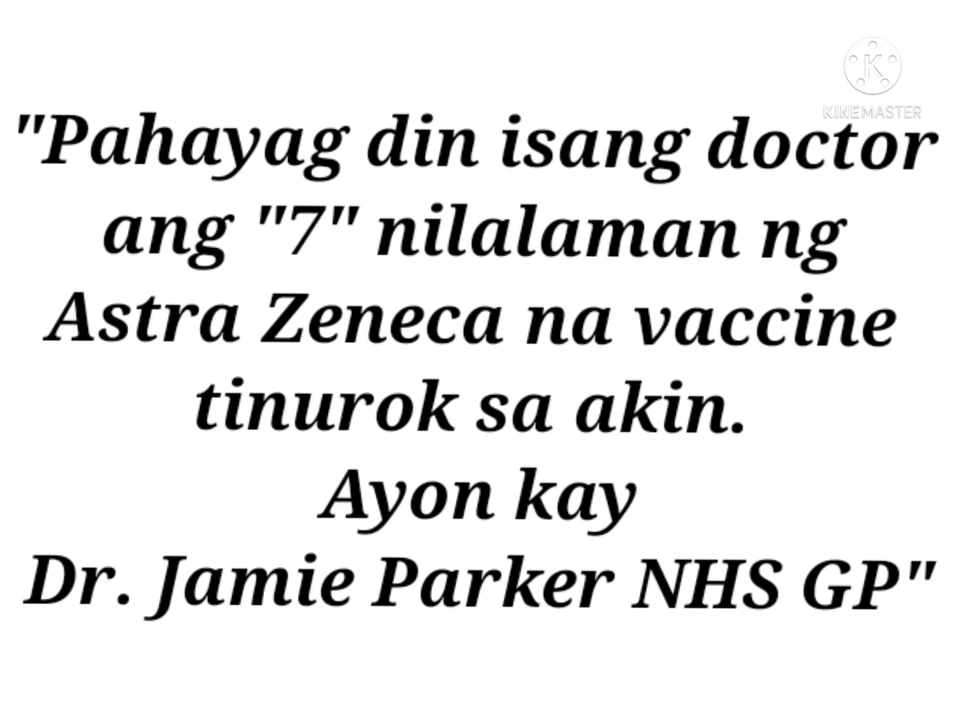 KINEMASTER
"Pahayag din isang doctor
ang "7" nilalaman ng
Astra Zeneca na vaccine
tinurok sa akin.
Ayon kay
Dr. Jamie Parker NHS GP"